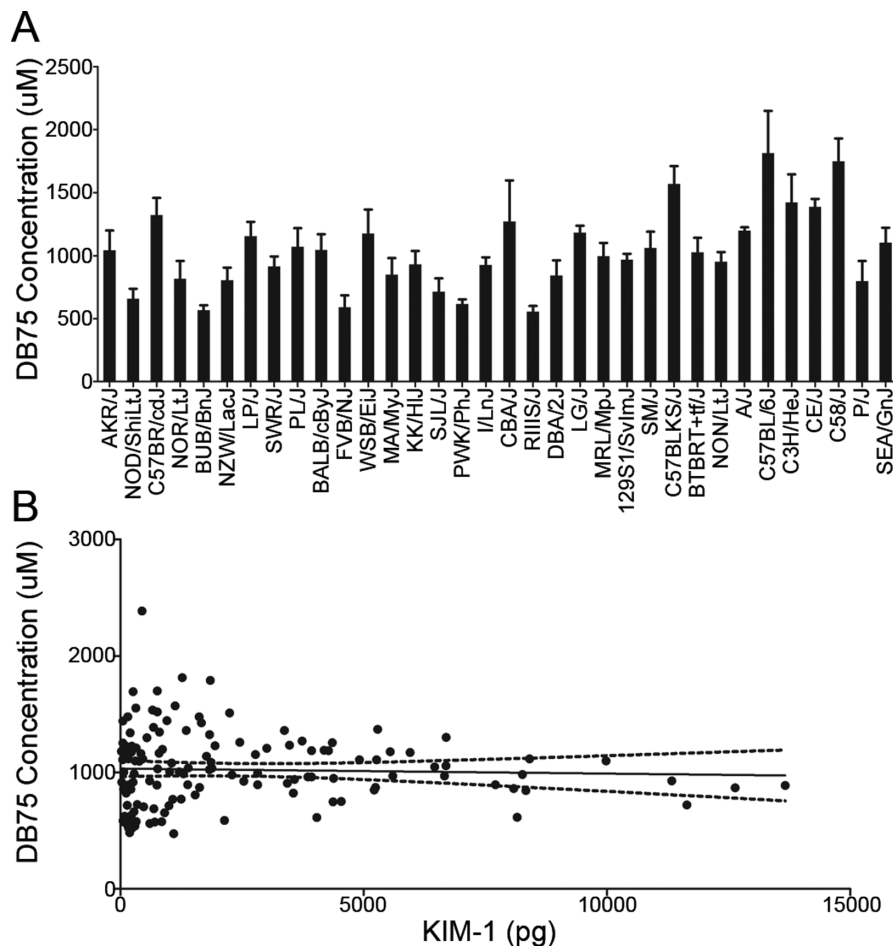 A
DB75 Concentration (uM)
2500
2000
1500
1000
500
0
AKR/J
NOD/ShiLtJ
C57BR/cdJ
NOR/LtJ
BUB/BnJ
NZW/LacJ
LP/J
SWR/J
PL/J
BALB/cByJ
FVB/NJ
WSB/EiJ
MA/MyJ
KK/HlJ
SJL/J
PWK/PhJ
I/LnJ
CBA/J
RIIIS/J
DBA/2J
LG/J
MRL/MpJ
129S1/SvImJ
SM/J
C57BLKS/J
BTBRT+tf/J
NON/LtJ
A/J
C57BL/6J
C3H/HeJ
CE/J
C58/J
P/J
SEA/GnJ
B
DB75 Concentration (uM)
3000
2000
1000
0
0 5000 10000 15000
KIM-1 (pg)